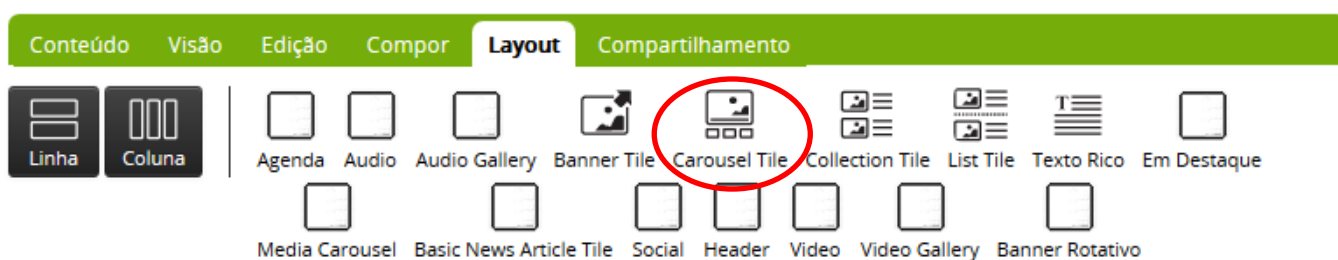 Conteúdo Visão Edição Compor Layout Compartilhamento
Linha Coluna Agenda Audio Audio Gallery Banner Tile Carousel Tile Collection Tile List Tile Texto Rico Em Destaque
Media Carousel Basic News Article Tile Social Header Video Video Gallery Banner Rotativo